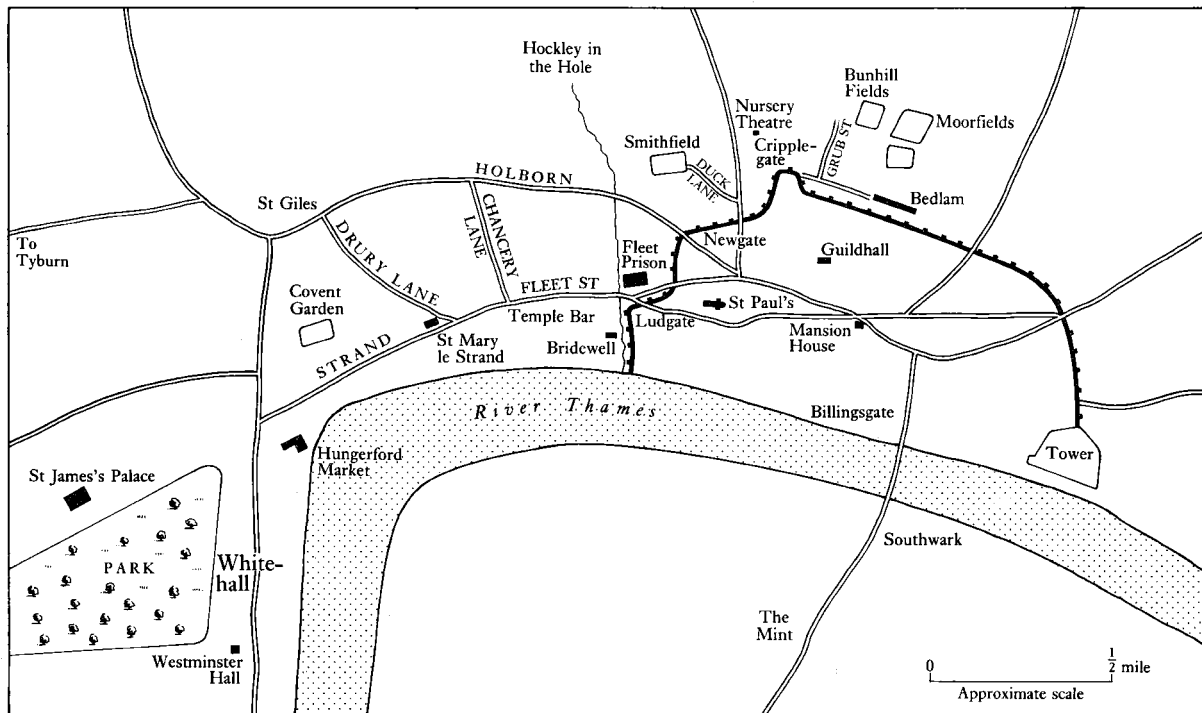 Hockley in
the Hole
Bunhill
Fields
Nursery
Theatre
Moorfields
Cripple-
gate
GRUB ST
Smithfield
DUCK
LANE
HOLBORN
Bedlam
St Giles
CHANCERY
LANE
Newgate
To
Tyburn
DRURY LANE
Fleet
Prison
Guildhall
Covent
Garden
FLEET ST
St Paul's
Temple Bar
Ludgate
STRAND
St Mary
le Strand
Bridewell
Mansion
House
River Thames
Billingsgate
Hungerford
Market
Tower
St James's Palace
Southwark
PARK
White-
hall
The
Mint
Westminster
Hall
0
1/2 mile
Approximate scale